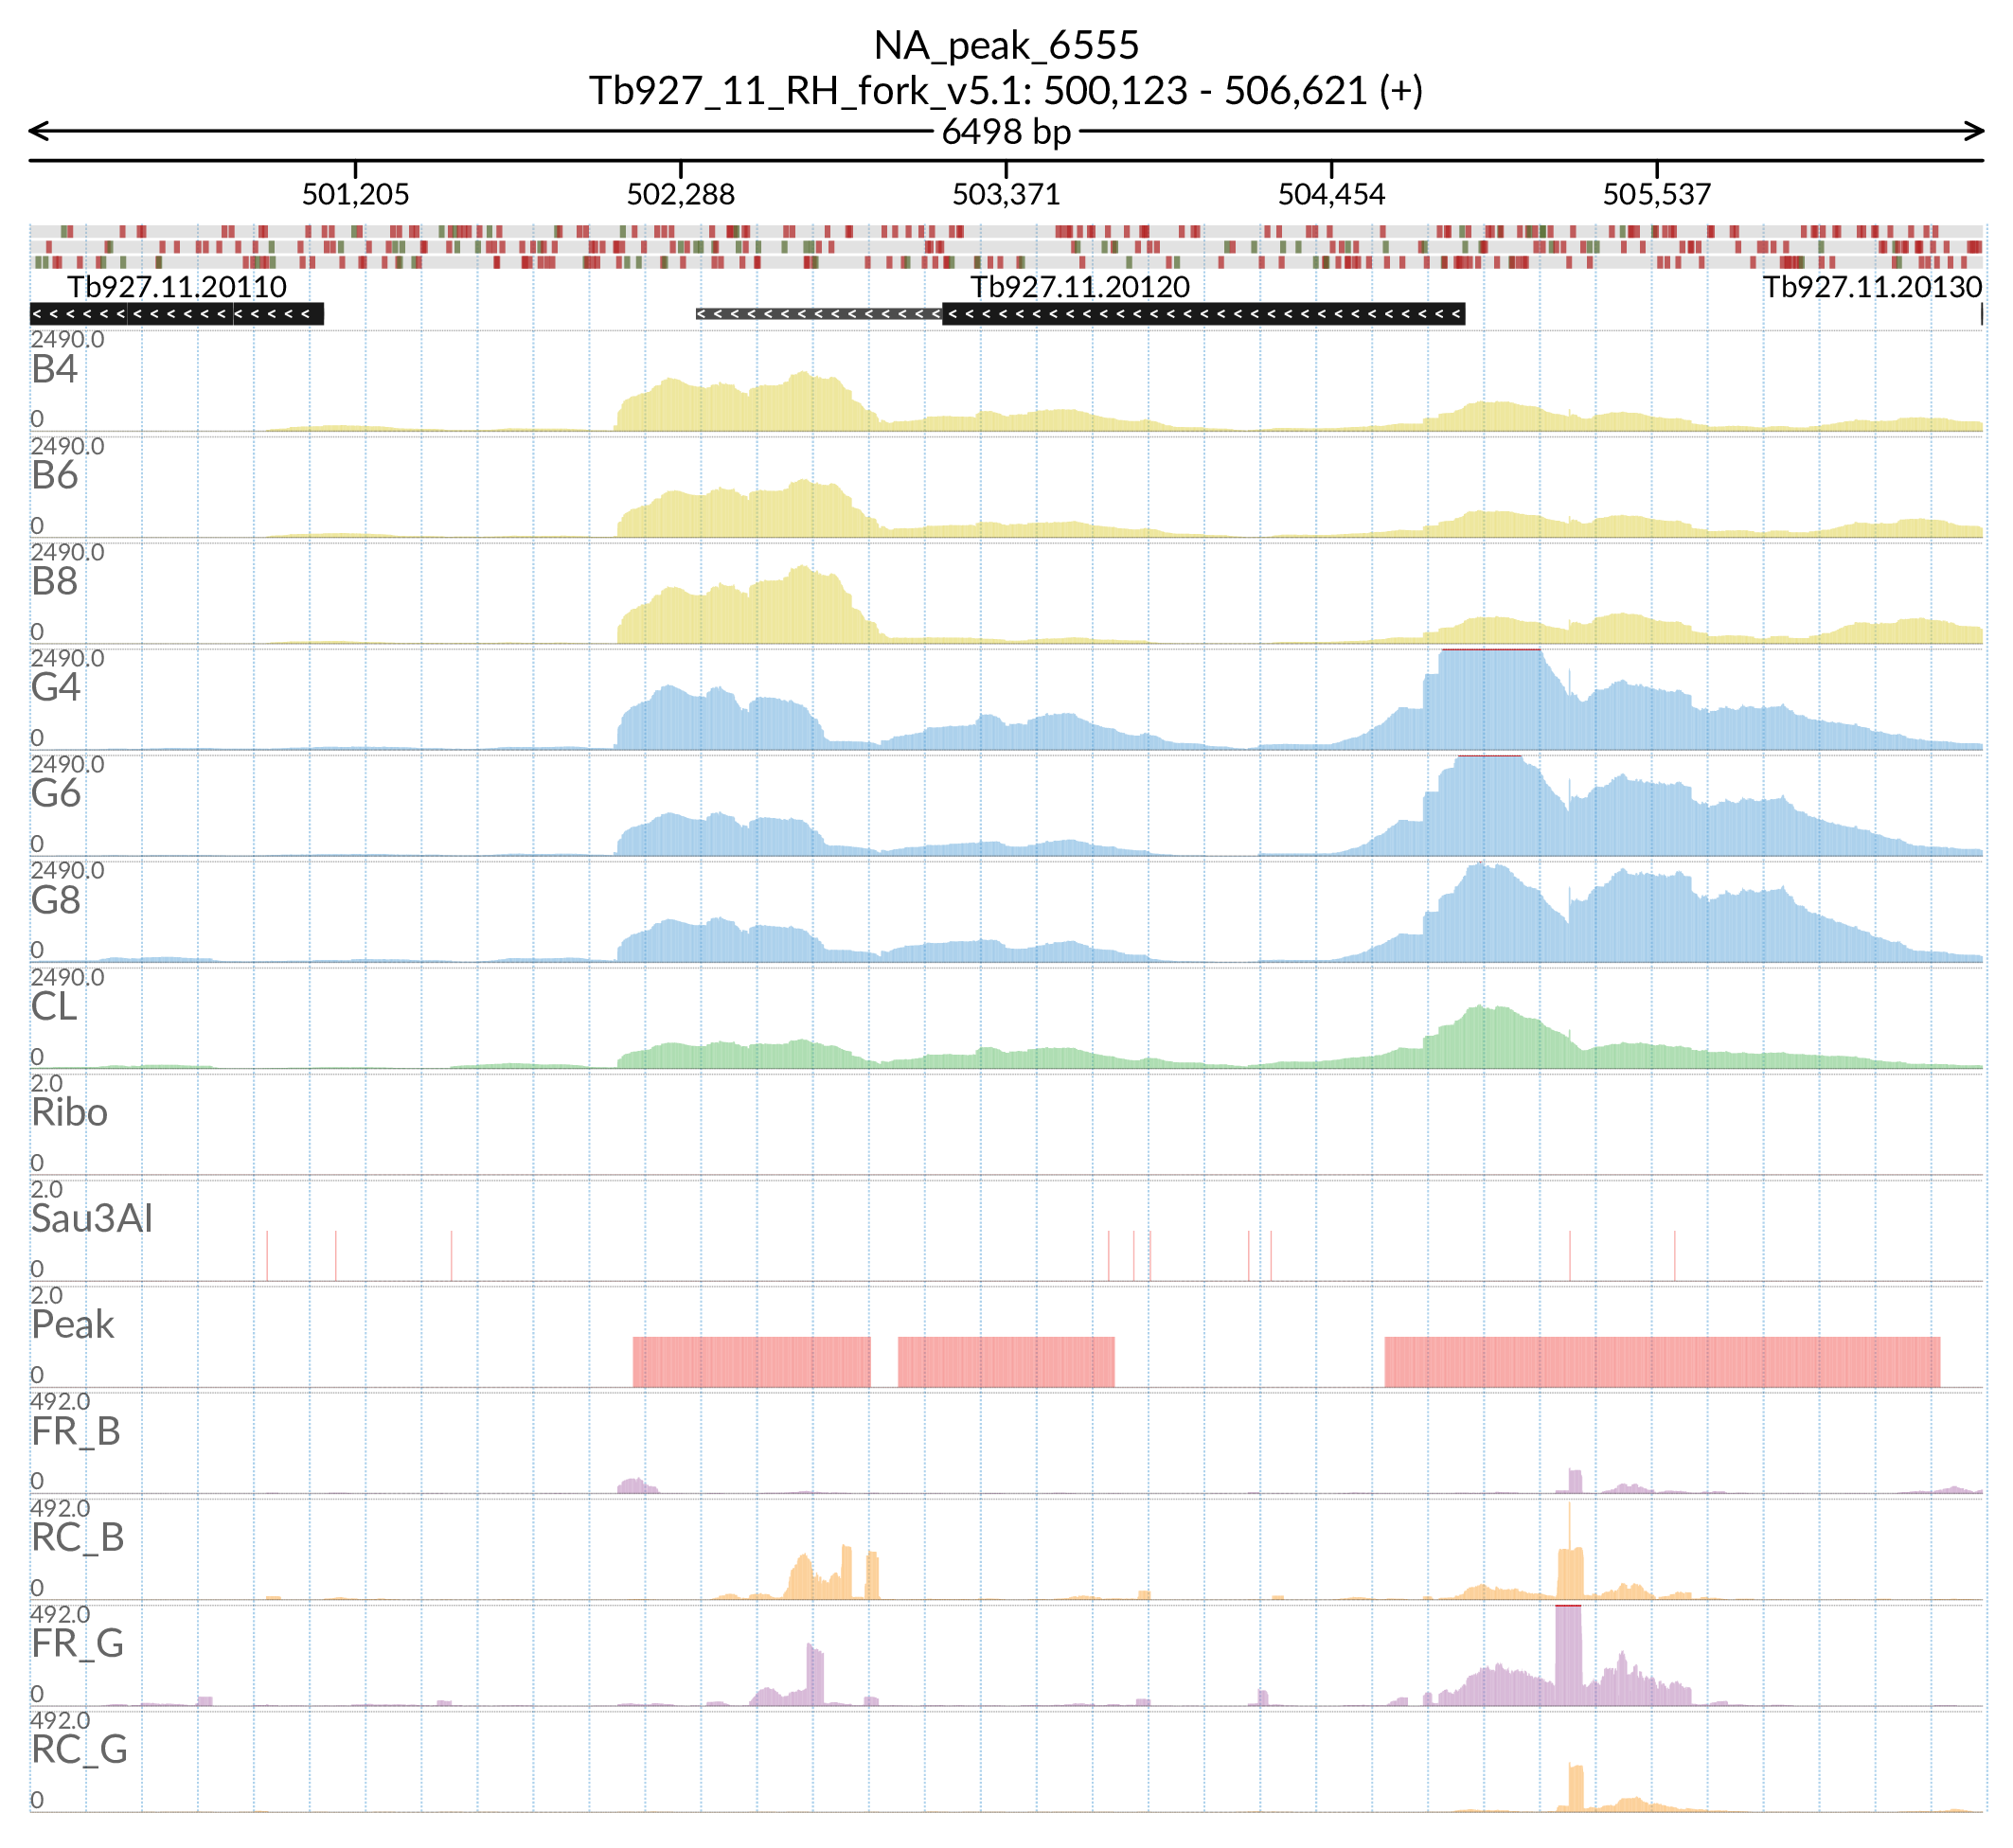 NA_peak_6555
Tb927_11_RH_fork_v5.1: 500,123 - 506,621 (+)
6498 bp
501,205 502,288 503,371 504,454 505,537
Tb927.11.20110 Tb927.11.20120 Tb927.11.20130
2490.0
B4
0
2490.0
B6
0
2490.0
B8
0
2490.0
G4
0
2490.0
G6
0
2490.0
G8
0
2490.0
CL
0
2.0
Ribo
0
2.0
Sau3AI
0
2.0
Peak
0
492.0
FR_B
0
492.0
RC_B
0
492.0
FR_G
0
492.0
RC_G
0